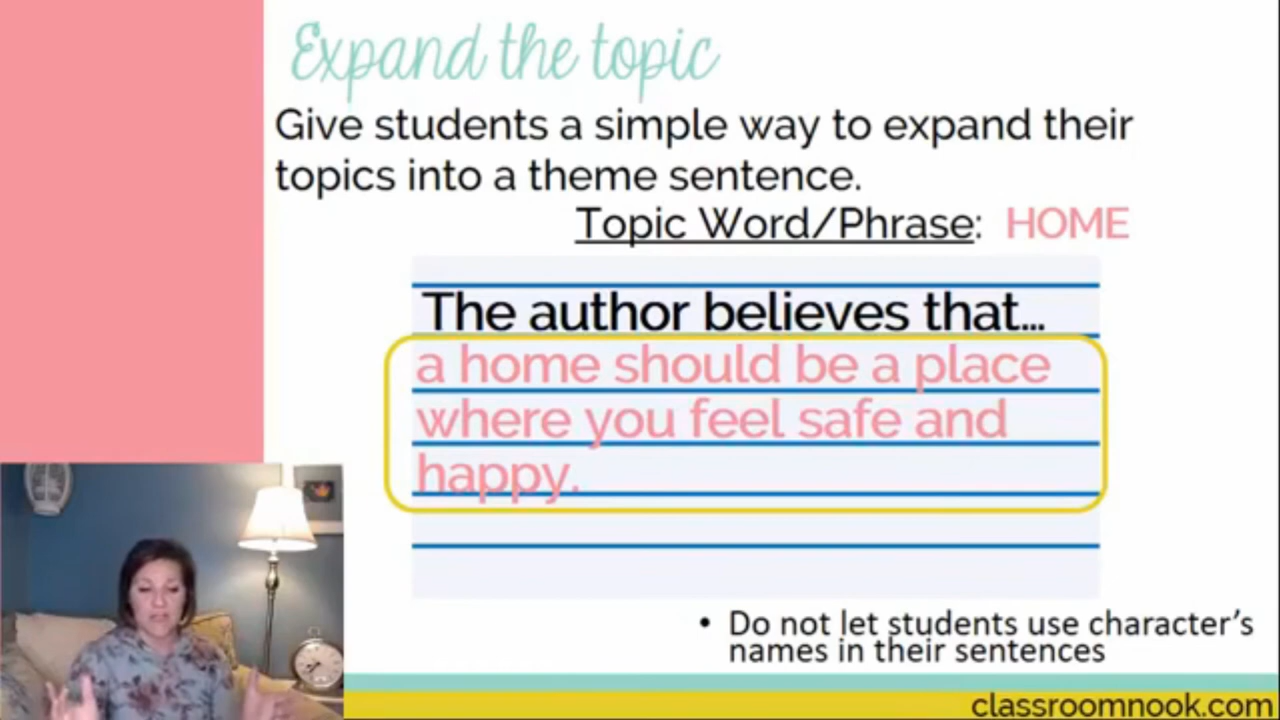 Expand the topic
Give students a simple way to expand their
topics into a theme sentence.
Topic Word/Phrase: HOME
The author believes that...
a home should be a place
where you feel safe and
happy.
• Do not let students use character's
names in their sentences
classroomnook.com